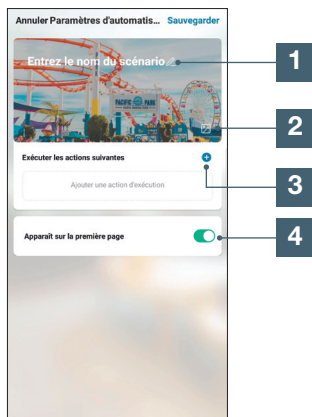 Annuler Paramètres d'automatis... Sauvegarder
Entrez le nom du scénario
1
PACIFIC PARK
2
Exécuter les actions suivantes
3
Ajouter une action d'exécution
Apparaît sur la première page
4